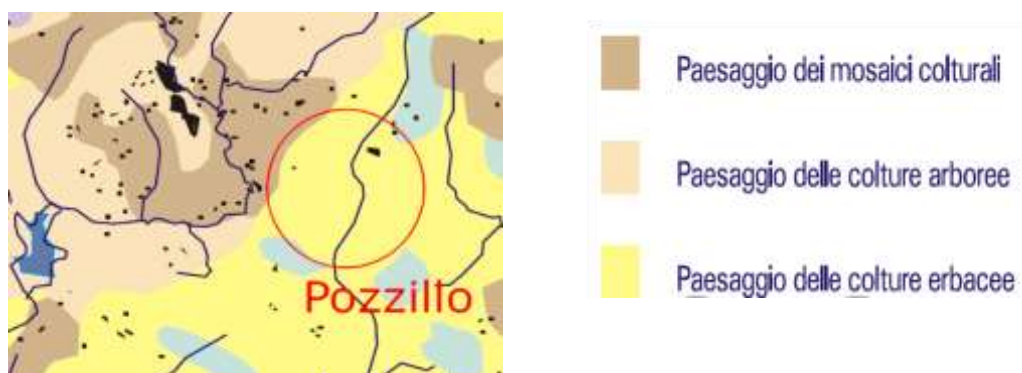 Pozzillo
Paesaggio dei mosaici colturali
Paesaggio delle colture arboree
Paesaggio delle colture erbacee